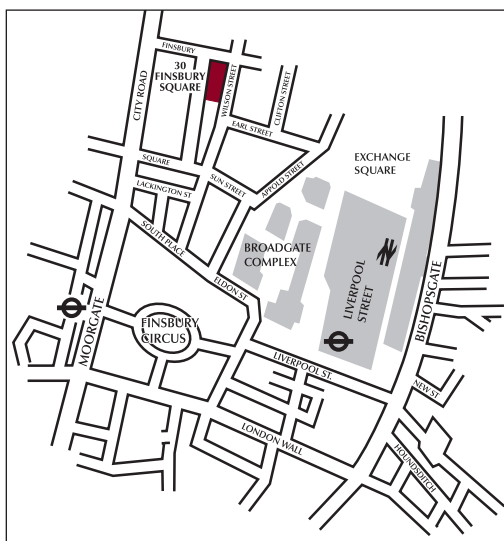 FINSBURY
30
FINSBURY
SQUARE
WILSON STREET
CLIFTON STREET
CITY ROAD
EARL STREET
EXCHANGE
SQUARE
SQUARE
SUN STREET
APPOLD STREET
LACKINGTON ST
SOUTH PLACE
BROADGATE
COMPLEX
ELDON ST.
LIVERPOOL
STREET
BISHOPSGATE
MOORGATE
FINSBURY
CIRCUS
LIVERPOOL ST.
NEW ST
LONDON WALL
HOUNDSDITCH